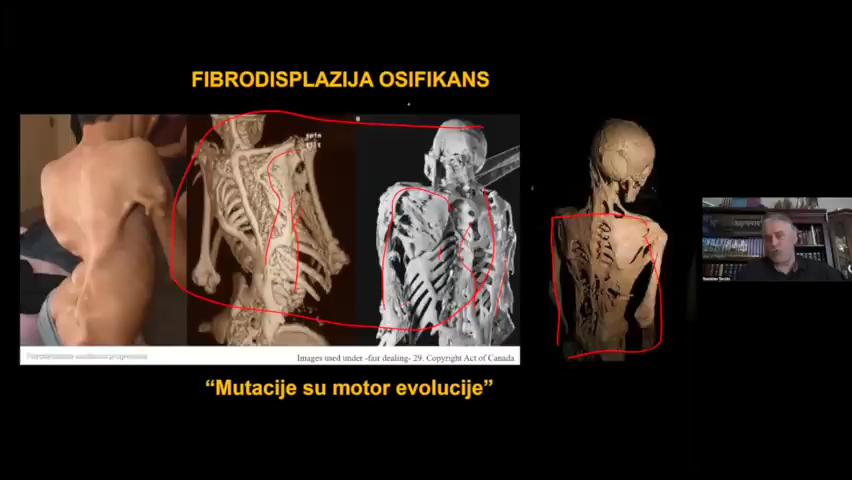 FIBRODISPLAZIJA OSIFIKANS
Images used under -fair dealing- 29. Copyright Act of Canada
“Mutacije su motor evolucije”